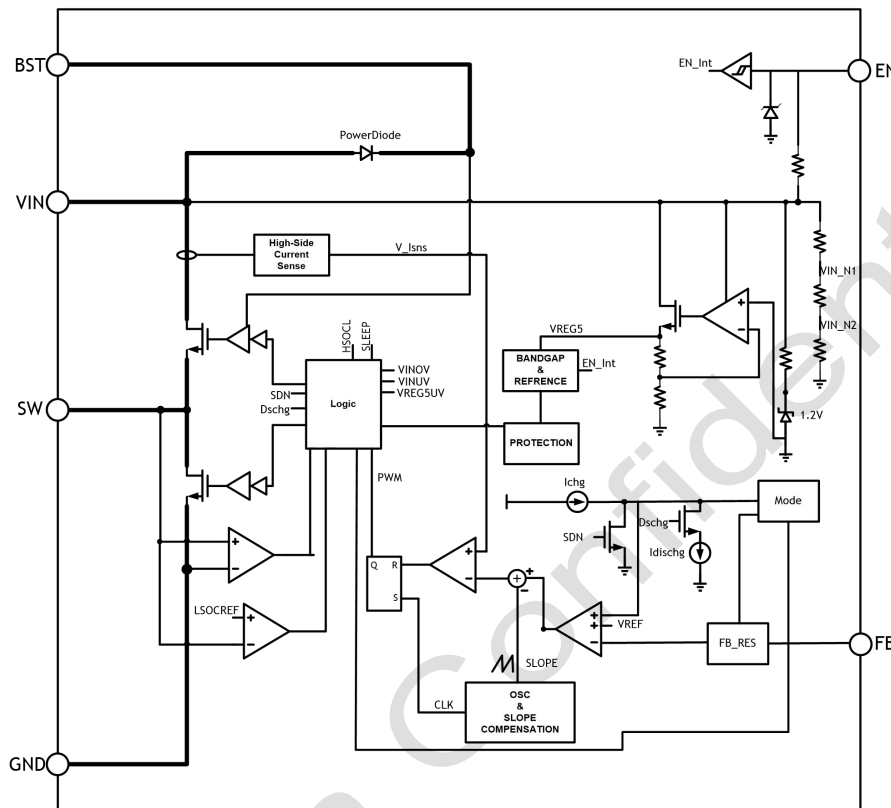 BST
EN_Int
EN
PowerDiode
VIN
High-Side
Current
Sense
V_Isns
VIN_N1
VIN_N2
HSOCL
SLEEP
VREG5
BANDGAP
&
REFRENCE
EN_Int
VINOV
VINUV
VREG5UV
SDN
Dschg
Logic
SW
1.2V
PROTECTION
PWM
Ichg
Mode
SDN
Dschg
Idischg
Q
R
S
LSOCREF
VREF
FB_RES
FB
SLOPE
CLK
OSC
&
SLOPE
COMPENSATION
GND
+
-
+
-
+
-
+
-
+
+
-
+
+
-
n Confident